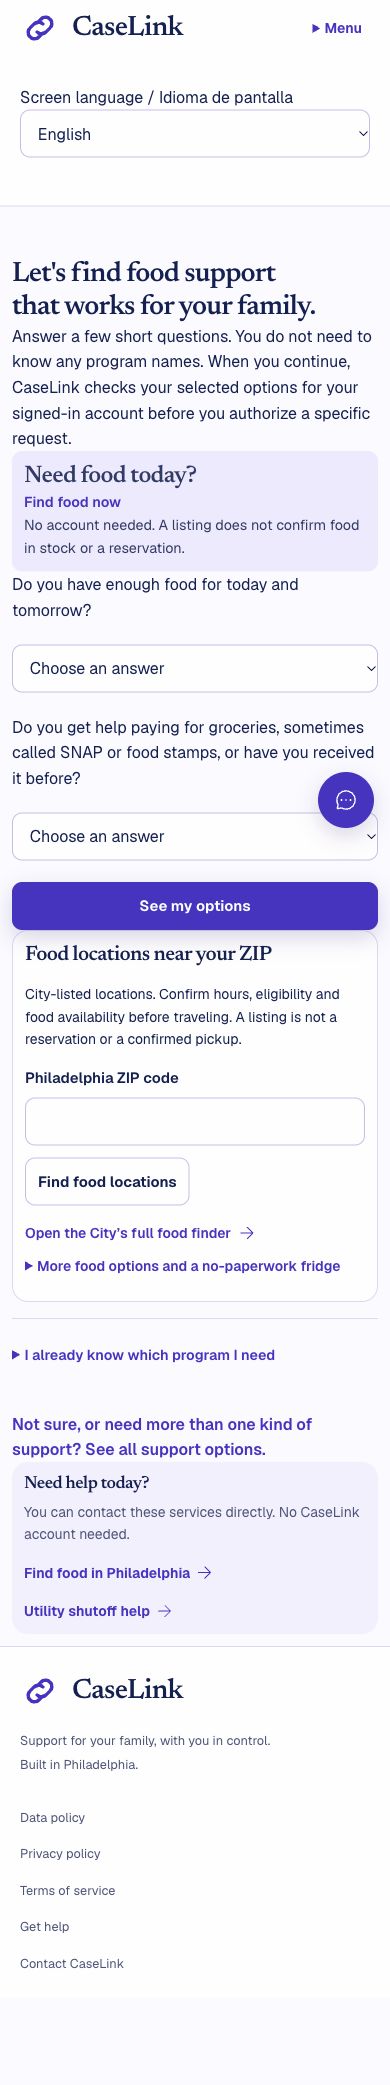 CaseLink
Menu
Screen language / Idioma de pantalla
English
Let's find food support
that works for your family.
Answer a few short questions. You do not need to
know any program names. When you continue,
CaseLink checks your selected options for your
signed-in account before you authorize a specific
request.
Need food today?
Find food now
No account needed. A listing does not confirm food
in stock or a reservation.
Do you have enough food for today and
tomorrow?
Choose an answer
Do you get help paying for groceries, sometimes
called SNAP or food stamps, or have you received
it before?
Choose an answer
See my options
Food locations near your ZIP
City-listed locations. Confirm hours, eligibility and
food availability before traveling. A listing is not a
reservation or a confirmed pickup.
Philadelphia ZIP code
Find food locations
Open the City's full food finder
More food options and a no-paperwork fridge
I already know which program I need
Not sure, or need more than one kind of
support? See all support options.
Need help today?
You can contact these services directly. No CaseLink
account needed.
Find food in Philadelphia
Utility shutoff help
CaseLink
Support for your family, with you in control.
Built in Philadelphia.
Data policy
Privacy policy
Terms of service
Get help
Contact CaseLink